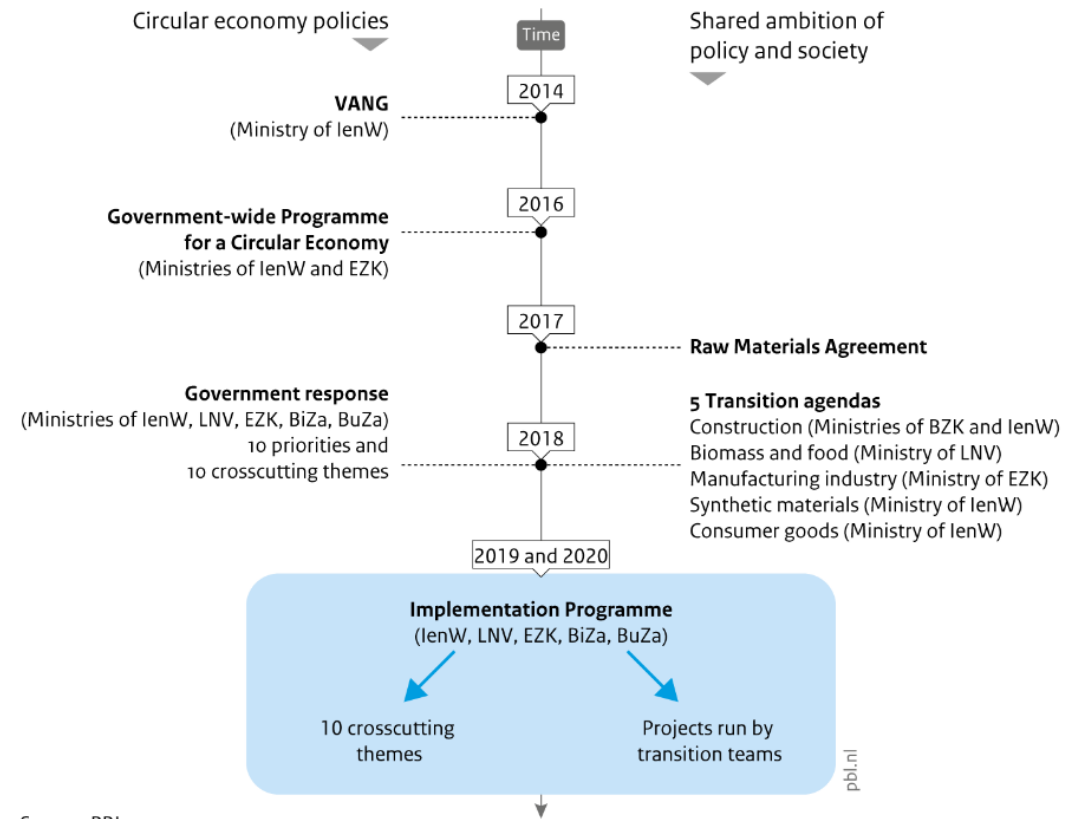 Circular economy policies
Time
Shared ambition of
policy and society
2014
VANG
(Ministry of IenW)
2016
Government-wide Programme
for a Circular Economy
(Ministries of IenW and EZK)
2017
Raw Materials Agreement
Government response
(Ministries of IenW, LNV, EZK, BiZa, BuZa)
10 priorities and
10 crosscutting themes
2018
5 Transition agendas
Construction (Ministries of BZK and IenW)
Biomass and food (Ministry of LNV)
Manufacturing industry (Ministry of EZK)
Synthetic materials (Ministry of IenW)
Consumer goods (Ministry of IenW)
2019 and 2020
Implementation Programme
(IenW, LNV, EZK, BiZa, BuZa)
10 crosscutting
themes
Projects run by
transition teams
pbl.nl